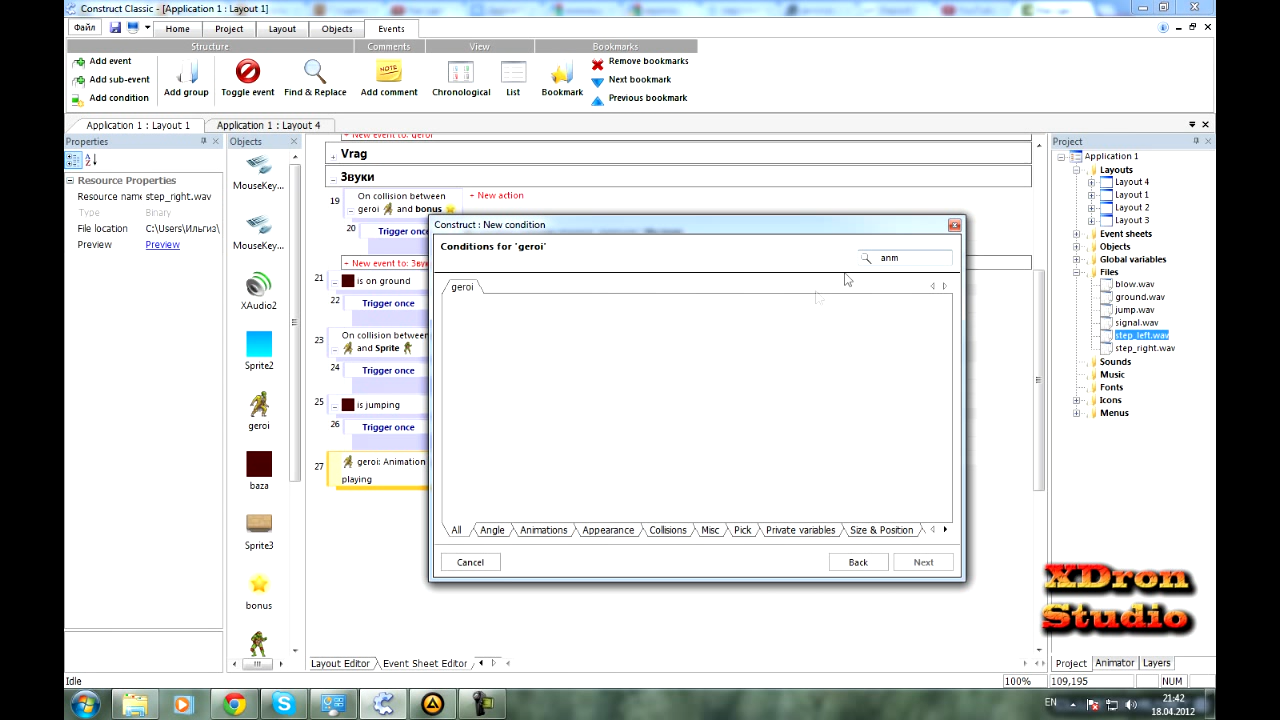 Construct Classic - [Application 1 : Layout 1]
Файл
Home
Project
Layout
Objects
Events
Structure
Comments
View
Bookmarks
Add event
Add sub-event
Add condition
Add group
Toggle event
Find & Replace
NOTE
Add comment
Chronological
List
Bookmark
Remove bookmarks
Next bookmark
Previous bookmark
Application 1 : Layout 1
Application 1 : Layout 4
Properties
Resource Properties
Resource name step_right.wav
Type Binary
File location C:\Users\Ильгиз\
Preview Preview
Objects
MouseKey...
MouseKey...
XAudio2
Sprite2
geroi
baza
Sprite3
bonus
+ New event to: geroi
Vrag
Звуки
19
On collision between
geroi and bonus
+ New action
20
Trigger once
+ New event to: Зву
21
is on ground
22
Trigger once
23
On collision between
and Sprite
24
Trigger once
25
is jumping
26
Trigger once
27
geroi: Animation
playing
Construct : New condition
Conditions for 'geroi'
anm
geroi
All
Angle
Animations
Appearance
Collisions
Misc
Pick
Private variables
Size & Position
Cancel
Back
Next
Project
Application 1
Layouts
Layout 4
Layout 1
Layout 2
Layout 3
Event sheets
Objects
Global variables
Files
blow.wav
ground.wav
jump.wav
signal.wav
step_left.wav
step_right.wav
Sounds
Music
Fonts
Icons
Menus
XDron
Studio
Layout Editor
Event Sheet Editor
Project
Animator
Layers
Idle
100%
109,195
NUM
EN
21:42
18.04.2012